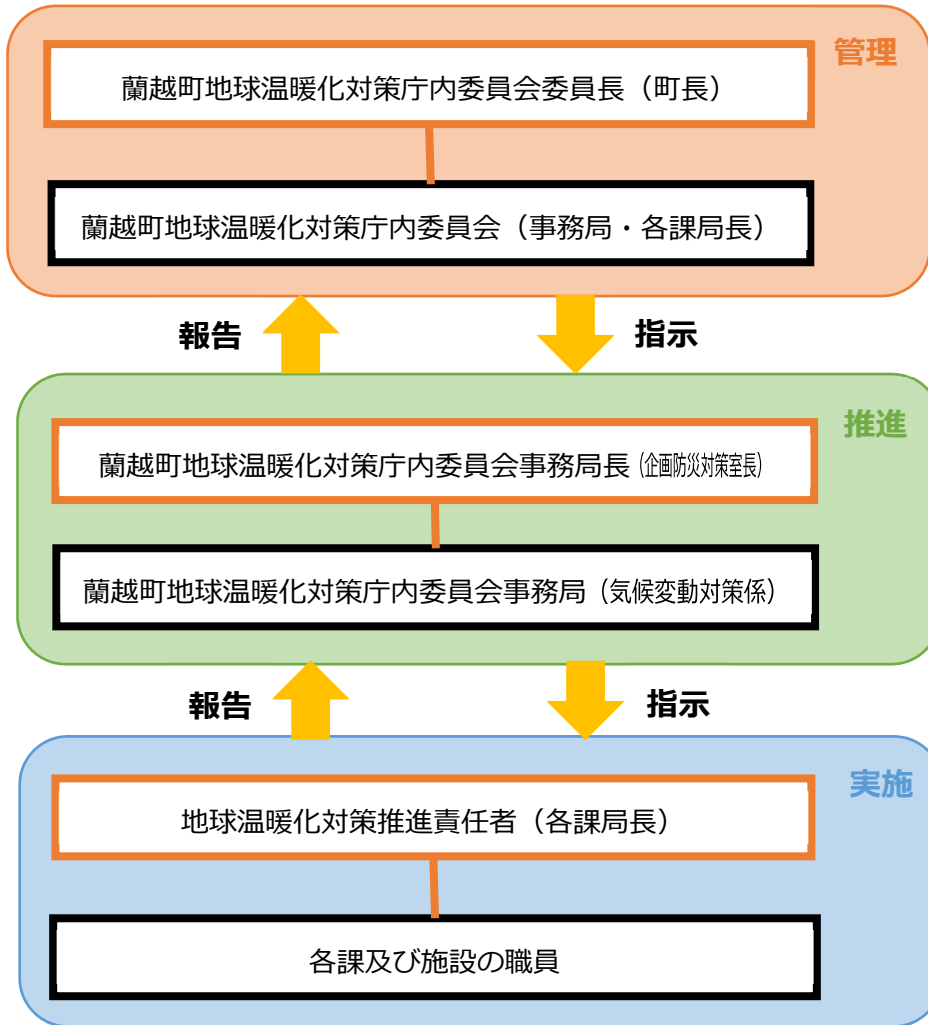 管理
蘭越町地球温暖化対策庁内委員会委員長（町長）
蘭越町地球温暖化対策庁内委員会（事務局・各課局長）
報告
指示
推進
蘭越町地球温暖化対策庁内委員会事務局長（企画防災対策室長）
蘭越町地球温暖化対策庁内委員会事務局（気候変動対策係）
報告
指示
実施
地球温暖化対策推進責任者（各課局長）
各課及び施設の職員